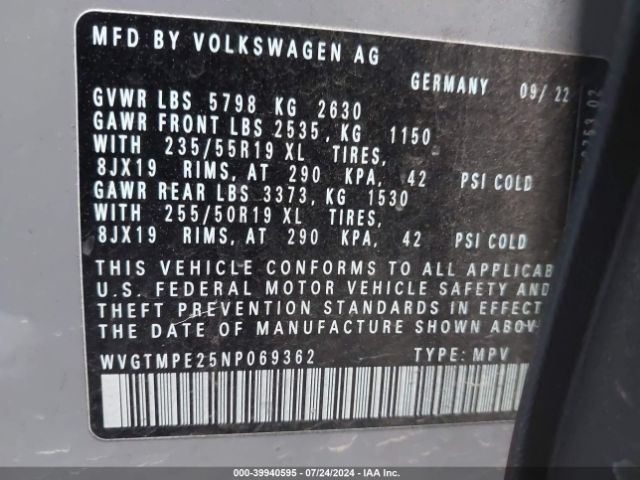 MFD BY VOLKSWAGEN AG
GERMANY 09/ 22
GVWR LBS 5798 KG 2630
GAWR FRONT LBS 2535, KG 1150
WITH 235/55R19 XL TIRES,
8JX19 RIMS, AT 290 KPA, 42 PSI COLD
GAWR REAR LBS 3373, KG 1530
WITH 255/50R19 XL TIRES,
8JX19 RIMS, AT 290 KPA, 42 PSI COLD
THIS VEHICLE CONFORMS TO ALL APPLICAB
U.S. FEDERAL MOTOR VEHICLE SAFETY AND
THEFT PREVENTION STANDARDS IN EFFECT
THE DATE OF MANUFACTURE SHOWN ABOV
WVGTMPE25NP069362 TYPE: MPV
000-39940595 - 07/24/2024 - IAA Inc.